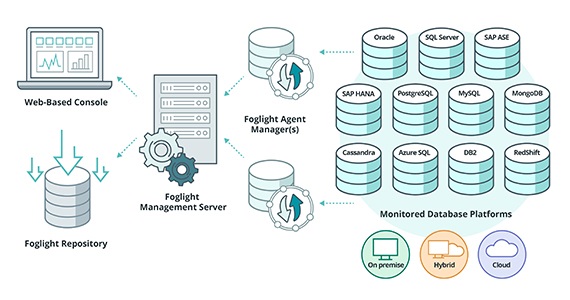 Oracle
SQL Server
SAP ASE
SAP HANA
PostgreSQL
MySQL
MongoDB
Cassandra
Azure SQL
DB2
RedShift
Monitored Database Platforms
On premise
Hybrid
Cloud
Foglight Agent
Manager(s)
Foglight
Management Server
Web-Based Console
Foglight Repository